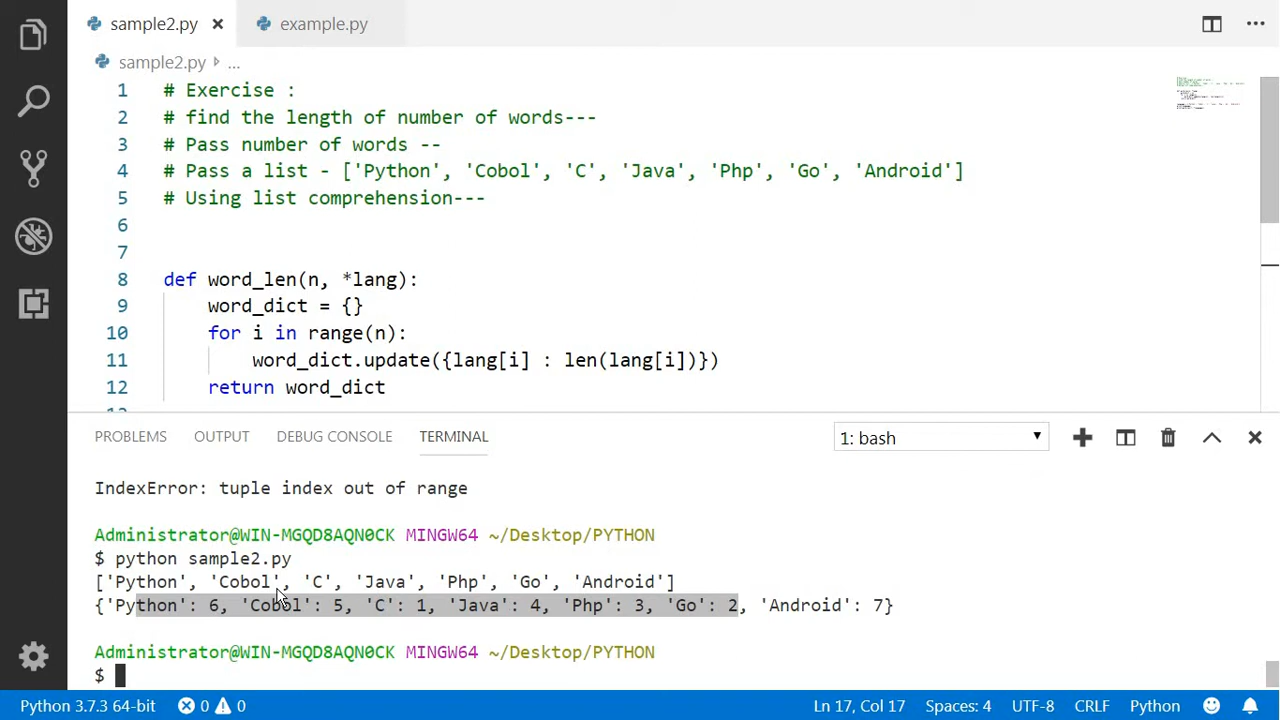 sample2.py
example.py
sample2.py ...
1 # Exercise :
2 # find the length of number of words---
3 # Pass number of words --
4 # Pass a list - ['Python', 'Cobol', 'C', 'Java', 'Php', 'Go', 'Android']
5 # Using list comprehension---
6
7
8 def word_len(n, *lang):
9 word_dict = {}
10 for i in range(n):
11 word_dict.update({lang[i] : len(lang[i])})
12 return word_dict
PROBLEMS OUTPUT DEBUG CONSOLE TERMINAL 1: bash
IndexError: tuple index out of range
Administrator@WIN-MGQD8AQN0CK MINGW64 ~/Desktop/PYTHON
$ python sample2.py
['Python', 'Cobol', 'C', 'Java', 'Php', 'Go', 'Android']
{'Python': 6, 'Cobol': 5, 'C': 1, 'Java': 4, 'Php': 3, 'Go': 2, 'Android': 7}
Administrator@WIN-MGQD8AQN0CK MINGW64 ~/Desktop/PYTHON
$
Python 3.7.3 64-bit 0 0 Ln 17, Col 17 Spaces: 4 UTF-8 CRLF Python